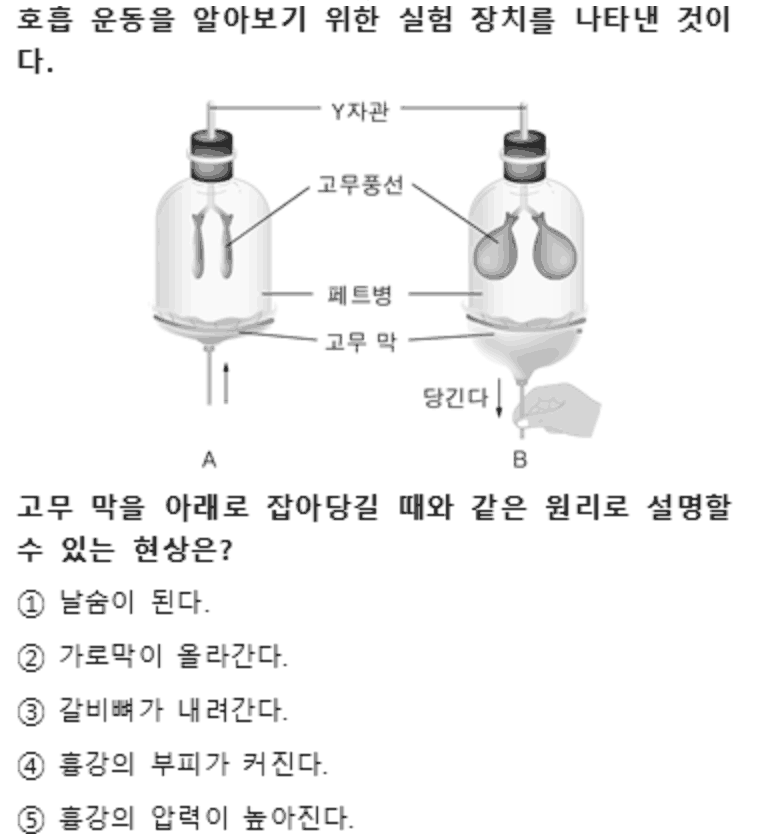 호흡 운동을 알아보기 위한 실험 장치를 나타낸 것이
다.
Y자관
고무풍선
페트병
고무 막
당긴다
A
B
고무 막을 아래로 잡아당길 때와 같은 원리로 설명할
수 있는 현상은?
① 날숨이 된다.
② 가로막이 올라간다.
③ 갈비뼈가 내려간다.
④ 흉강의 부피가 커진다.
⑤ 흉강의 압력이 높아진다.